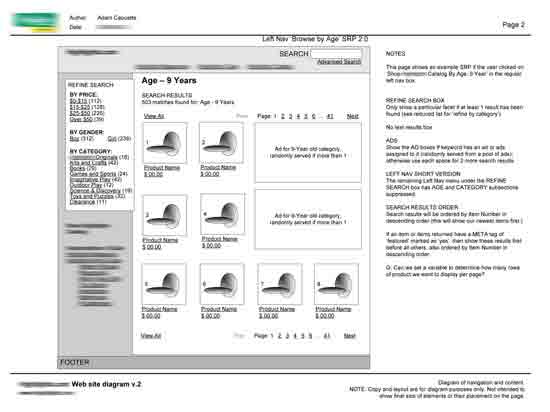 Author: Adam Caouette
Date:
Page 2
Left Nav 'Browse by Age' SRP 2.0
SEARCH
Advanced Search
REFINE SEARCH
BY PRICE:
$0-$15 (112)
$15-$25 (128)
$25-$50 (226)
Over $50 (39)
BY GENDER:
Boy (312) Girl (239)
BY CATEGORY:
Originals (18)
Arts and Crafts (42)
Books (79)
Games and Sports (24)
Imaginative Play (43)
Outdoor Play (12)
Science & Discovery (19)
Toys and Puzzles (32)
Clearance (11)
Age – 9 Years
SEARCH RESULTS
503 matches found for: Age - 9 Years
View All Prev Page: 1 2 3 4 5 6 ... 41 Next
1
2
Product Name
$ 00.00
Product Name
$ 00.00
Ad for 9-Year-old category,
randomly served if more than 1
3
4
Product Name
$ 00.00
Product Name
$ 00.00
Ad for 9-Year-old category,
randomly served if more than 1
5
6
7
8
Product Name
$ 00.00
Product Name
$ 00.00
Product Name
$ 00.00
Product Name
$ 00.00
View All Prev Page: 1 2 3 4 5 6 ... 41 Next
FOOTER
NOTES
This page shows an example SRP if the user clicked on
Catalog By Age: 9 Year' in the regular
left nav box.
REFINE SEARCH BOX
Only show a particular facet if at least 1 result has been
found (see reduced list for 'refine by category')
No text results box
ADS
Show the AD boxes if keyword has an ad or ads
assigned to it (randomly served from a pool of ads);
otherwise use each space for 2 more search results.
LEFT NAV SHORT VERSION
The remaining Left Nav menu under the REFINE
SEARCH box has AGE and CATEGORY subsections
suppressed.
SEARCH RESULTS ORDER
Search results will be ordered by Item Number in
descending order (this will show our newest items first.)
If an item or items returned have a META tag of
'featured' marked as 'yes', then show these results first
before all others, also ordered by Item Number in
descending order.
Q: Can we set a variable to determine how many rows
of product we want to display per page?
Web site diagram v.2
Diagram of navigation and content.
NOTE: Copy and layout are for diagram purposes only. Not intended to
show final size of elements or their placement on the page.